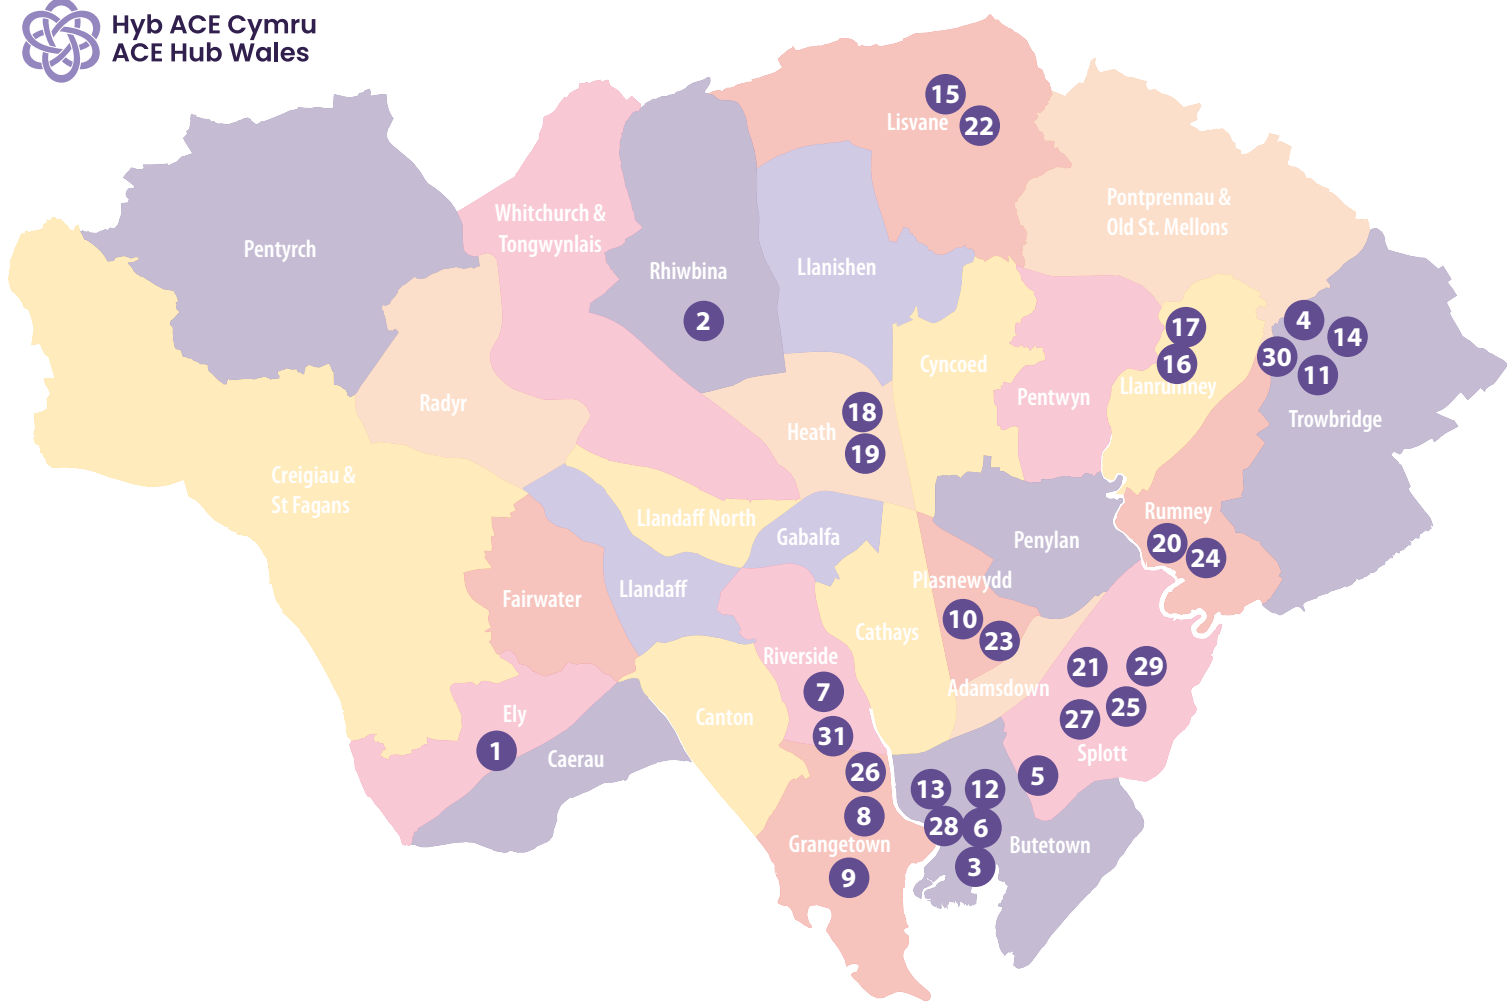 Hyb ACE Cymru
ACE Hub Wales
15
Lisvane
22
Pontprennau &
Old St. Mellons
Whitchurch &
Tongwynlais
Pentyrch
Rhiwbina
Llanishen
2
17
4
14
30
16
11
Llanrumney
Cyncoed
Pentwyn
Trowbridge
Radyr
18
Heath
19
Creigiau &
St Fagans
Llandaff North
Gabalfa
Penylan
Rumney
20
24
Fairwater
Llandaff
Plasnewydd
10
23
Cathays
Riverside
7
31
Adamsdown
21
29
25
27
Splott
5
Ely
1
Caerau
Canton
26
8
Grangetown
9
13
12
28
6
Butetown
3